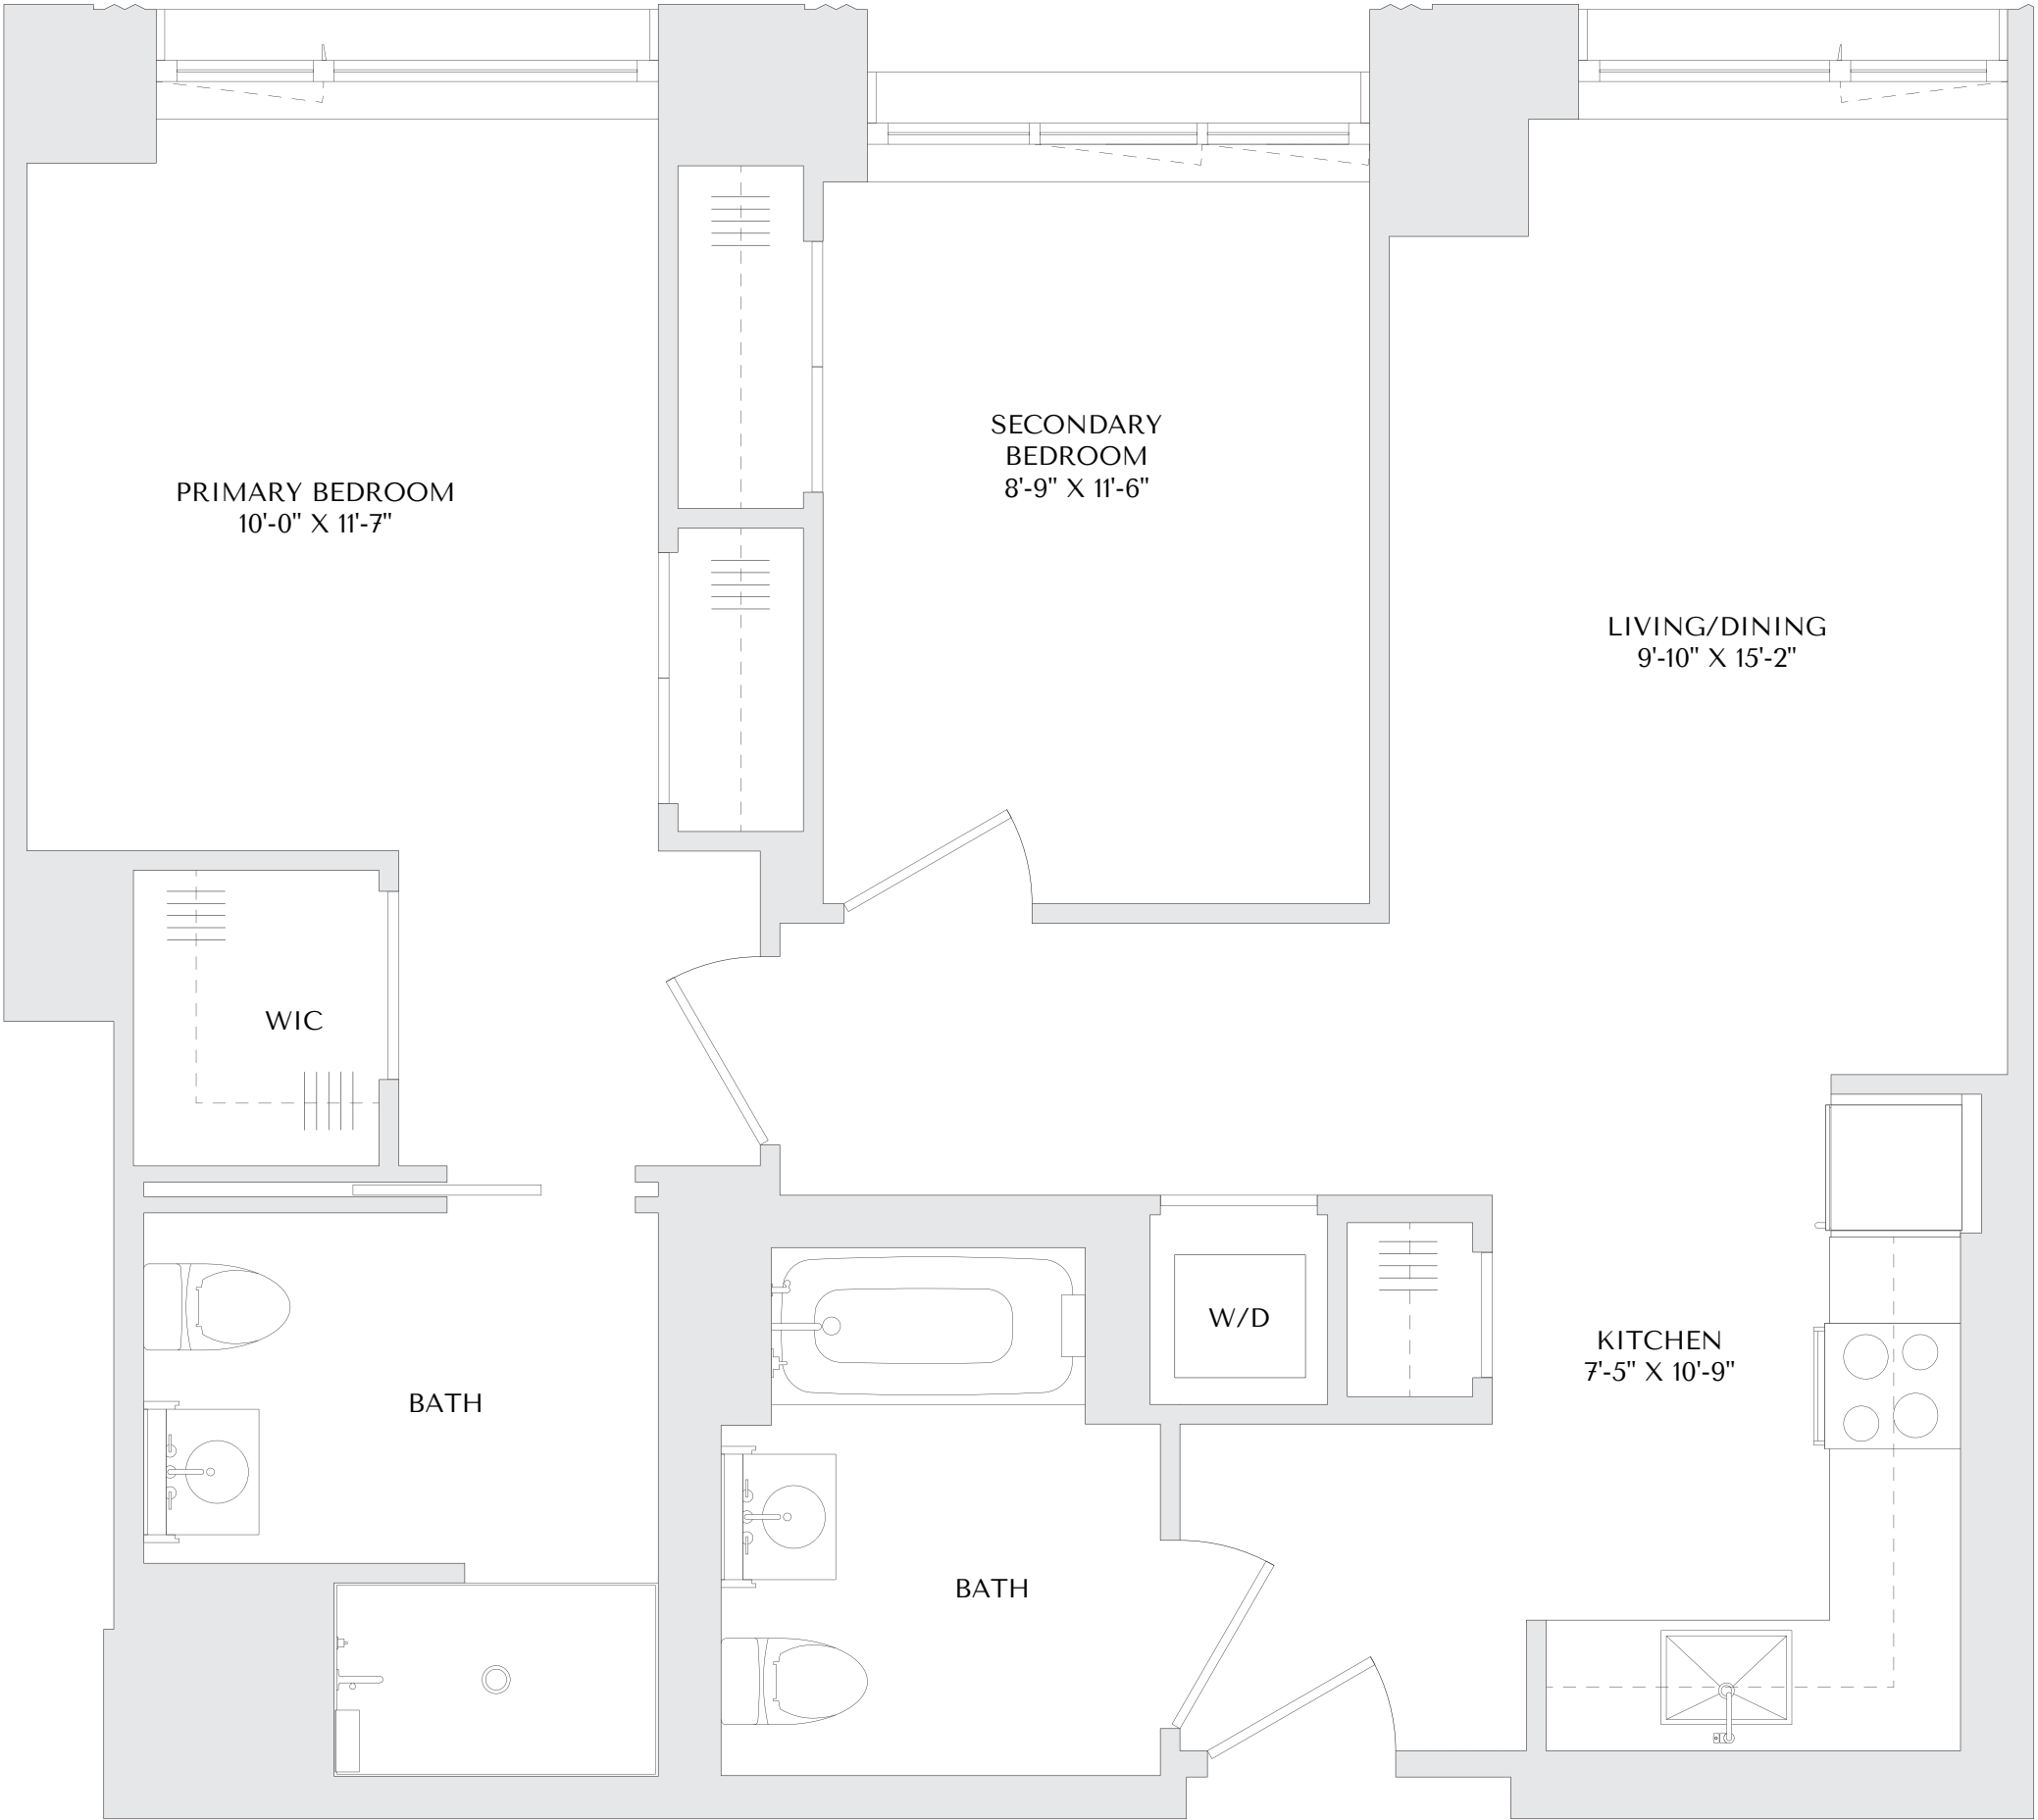 PRIMARY BEDROOM
10'-0" X 11'-7"
SECONDARY
BEDROOM
8'-9" X 11'-6"
LIVING/DINING
9'-10" X 15'-2"
WIC
W/D
KITCHEN
7'-5" X 10'-9"
BATH
BATH